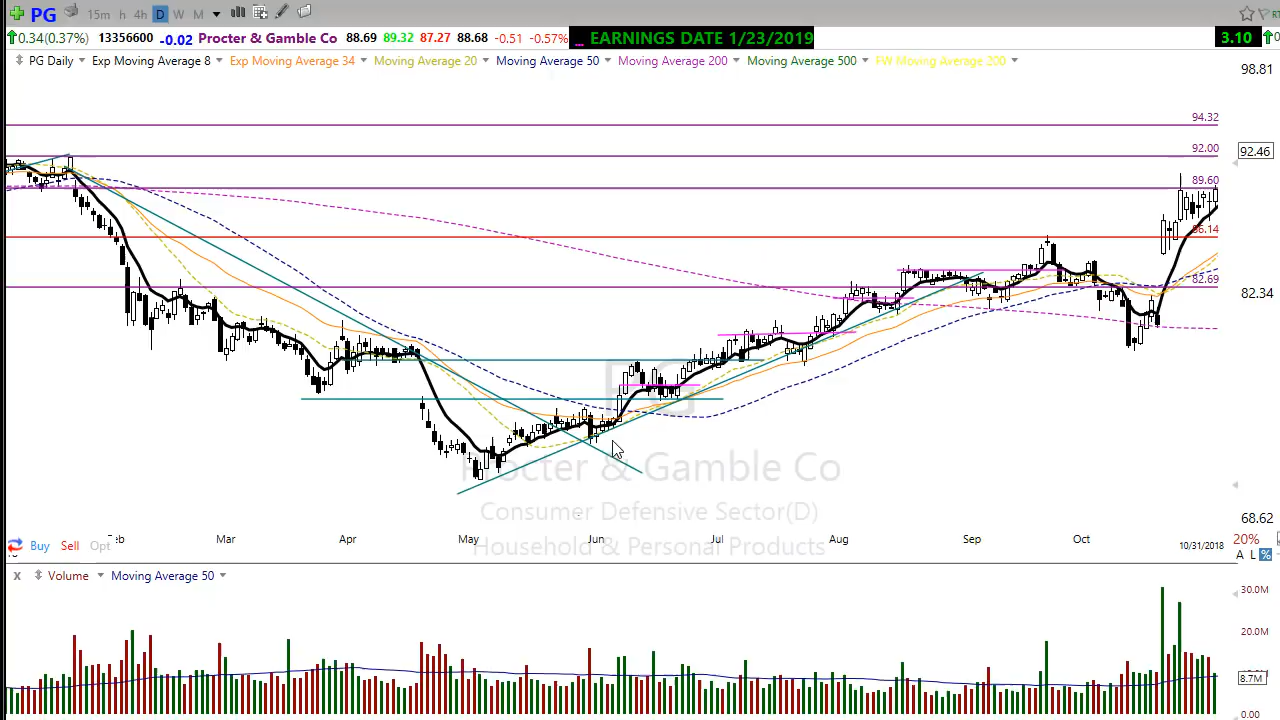 PG 15m h 4h D W M
0.34(0.37%) 13356600 -0.02 Procter & Gamble Co 88.69 89.32 87.27 88.68 -0.51 -0.57% EARNINGS DATE 1/23/2019 3.10
PG Daily Exp Moving Average 8 Exp Moving Average 34 Moving Average 20 Moving Average 50 Moving Average 200 Moving Average 500 FW Moving Average 200
98.81
94.32
92.00
92.46
89.60
86.14
82.69
82.34
PG
Procter & Gamble Co
Consumer Defensive Sector(D)
68.62
Mar Apr May Jun Jul Aug Sep Oct
20%
Buy Sell Opt
Household & Personal Products
10/31/2018
A L %
X Volume Moving Average 50
30.0M
20.0M
8.7M
0.00